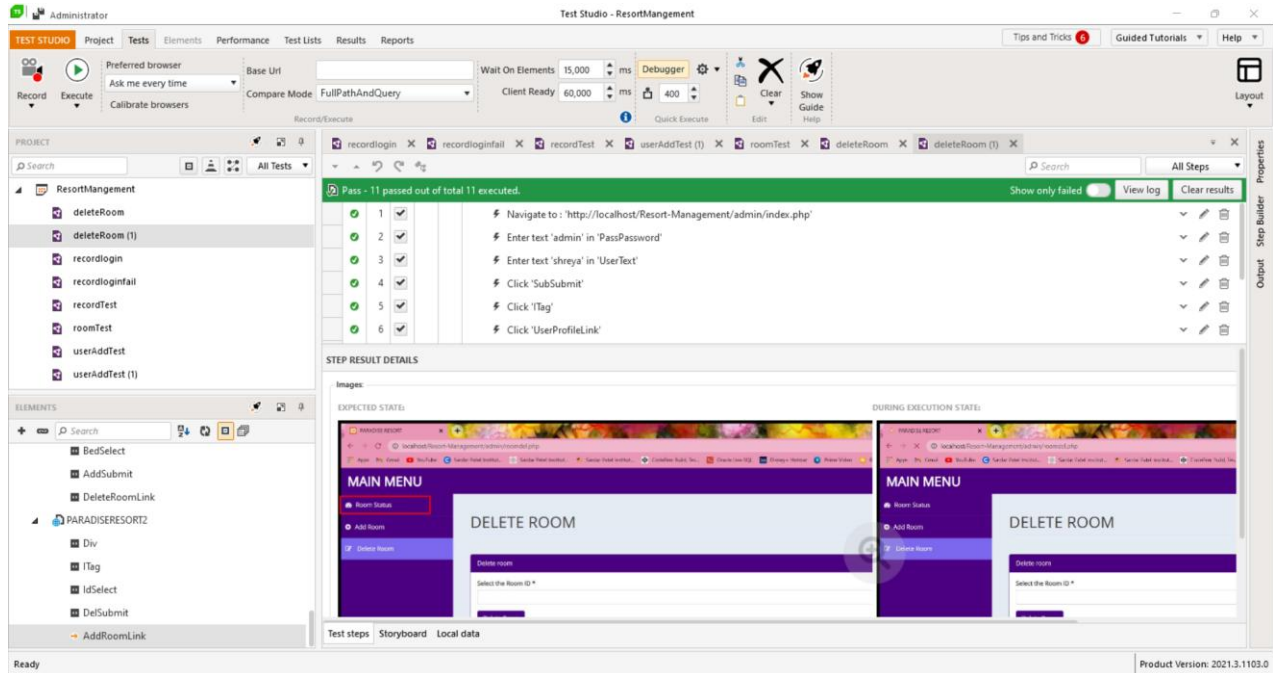 Administrator
Test Studio - ResortMangement
TEST STUDIO Project Tests Elements Performance Test Lists Results Reports
Tips and Tricks 6 Guided Tutorials Help
Record
Execute
Preferred browser
Ask me every time
Calibrate browsers
Base Url
Compare Mode FullPathAndQuery
Record/Execute
Wait On Elements 15,000 ms
Client Ready 60,000 ms
Debugger
400
Quick Execute
Clear
Edit
Show Guide
Help
Layout
PROJECT
Search All Tests
ResortMangement
deleteRoom
deleteRoom (1)
recordlogin
recordloginfail
recordTest
roomTest
userAddTest
userAddTest (1)
ELEMENTS
Search
BedSelect
AddSubmit
DeleteRoomLink
PARADISERESORT2
Div
ITag
IdSelect
DelSubmit
AddRoomLink
recordlogin recordloginfail recordTest userAddTest (1) roomTest deleteRoom deleteRoom (1)
Search All Steps
Pass - 11 passed out of total 11 executed.
Show only failed View log Clear results
1 Navigate to : 'http://localhost/Resort-Management/admin/index.php'
2 Enter text 'admin' in 'PassPassword'
3 Enter text 'shreya' in 'UserText'
4 Click 'SubSubmit'
5 Click 'ITag'
6 Click 'UserProfileLink'
STEP RESULT DETAILS
Images:
EXPECTED STATE:
PARADISE RESORT
localhost/Resort-Management/admin/roomdel.php
MAIN MENU
Room Status
Add Room
Delete Room
DELETE ROOM
Delete room
Select the Room ID *
DURING EXECUTION STATE:
PARADISE RESORT
MAIN MENU
Room Status
Add Room
Delete Room
DELETE ROOM
Delete room
Select the Room ID *
Test steps Storyboard Local data
Properties
Step Builder
Output
Ready
Product Version: 2021.3.1103.0